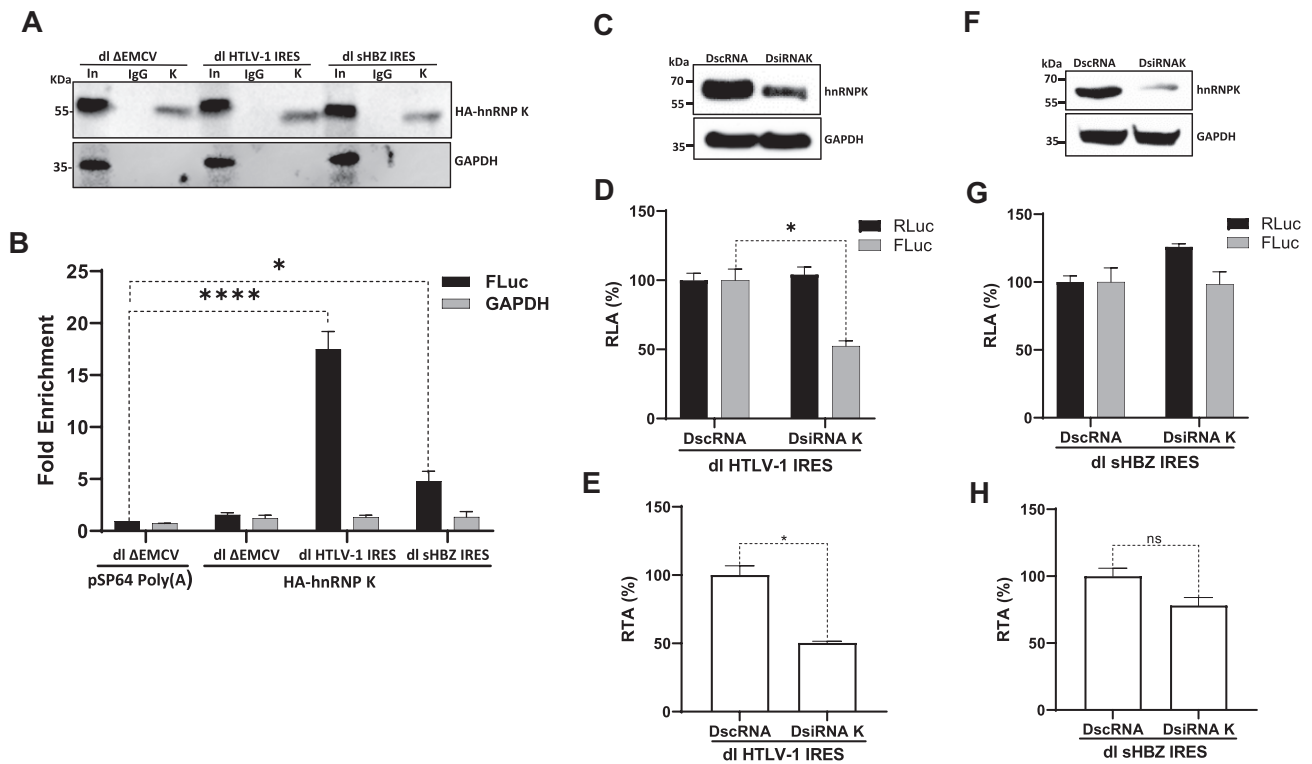 A
dl ΔEMCV dl HTLV-1 IRES dl sHBZ IRES
KDa In IgG K In IgG K In IgG K
55- HA-hnRNP K
35- GAPDH
B
Fold Enrichment
25
20
15
10
5
0
*
****
FLuc
GAPDH
dl ΔEMCV dl ΔEMCV dl HTLV-1 IRES dl sHBZ IRES
pSP64 Poly(A) HA-hnRNP K
C
kDa DscRNA DsiRNAK
70
55
hnRNPK
35
GAPDH
D
RLA (%)
150
100
50
0
*
RLuc
FLuc
DscRNA DsiRNA K
dl HTLV-1 IRES
E
RTA (%)
150
100
50
0
*
DscRNA DsiRNA K
dl HTLV-1 IRES
F
kDa DscRNA DsiRNAK
70
55
hnRNPK
35
GAPDH
G
RLA (%)
150
100
50
0
RLuc
FLuc
DscRNA DsiRNA K
dl sHBZ IRES
H
RTA (%)
150
100
50
0
ns
DscRNA DsiRNA K
dl sHBZ IRES